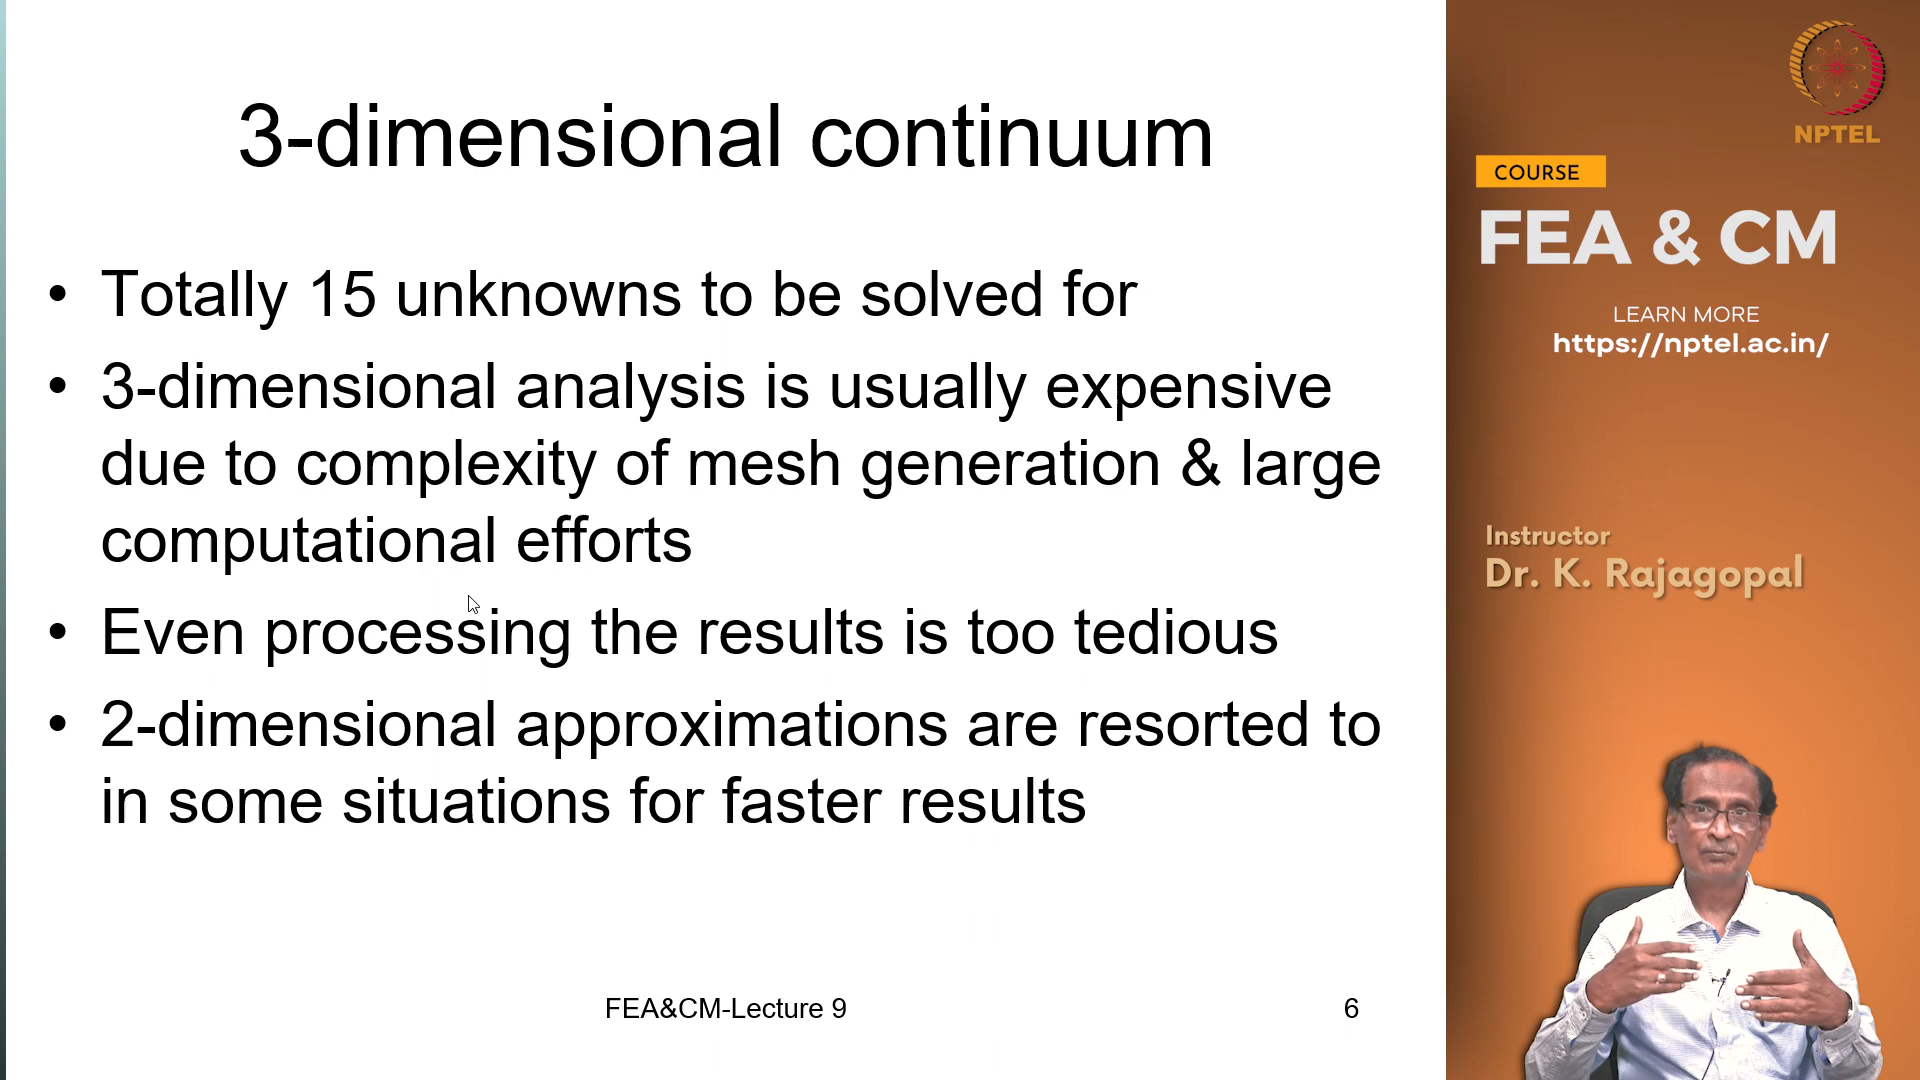 3-dimensional continuum
• Totally 15 unknowns to be solved for
• 3-dimensional analysis is usually expensive
due to complexity of mesh generation & large
computational efforts
• Even processing the results is too tedious
• 2-dimensional approximations are resorted to
in some situations for faster results
FEA&CM-Lecture 9
6
NPTEL
COURSE
FEA & CM
LEARN MORE
https://nptel.ac.in/
Instructor
Dr. K. Rajagopal